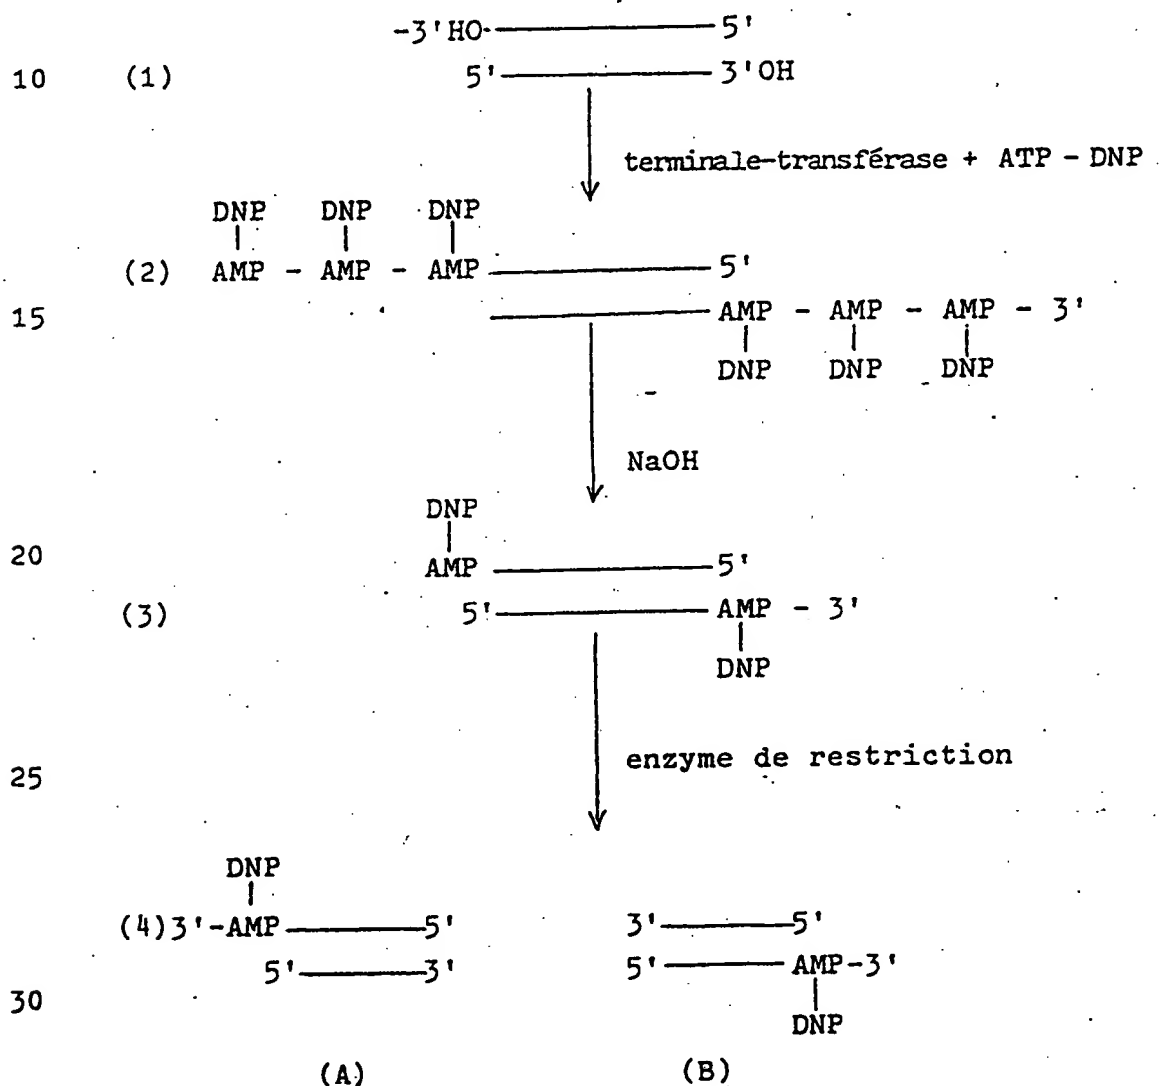 -3'HO- 5'
10 (1) 5' 3'OH
terminale-transférase + ATP - DNP
DNP DNP DNP
(2) AMP - AMP - AMP 5'
15 AMP - AMP - AMP - 3'
DNP DNP DNP
NaOH
DNP
20 AMP 5'
(3) 5' AMP - 3'
DNP
25 enzyme de restriction
DNP
(4) 3'-AMP 5' 3' 5'
5' 3' 5' AMP-3'
30 DNP
(A) (B)